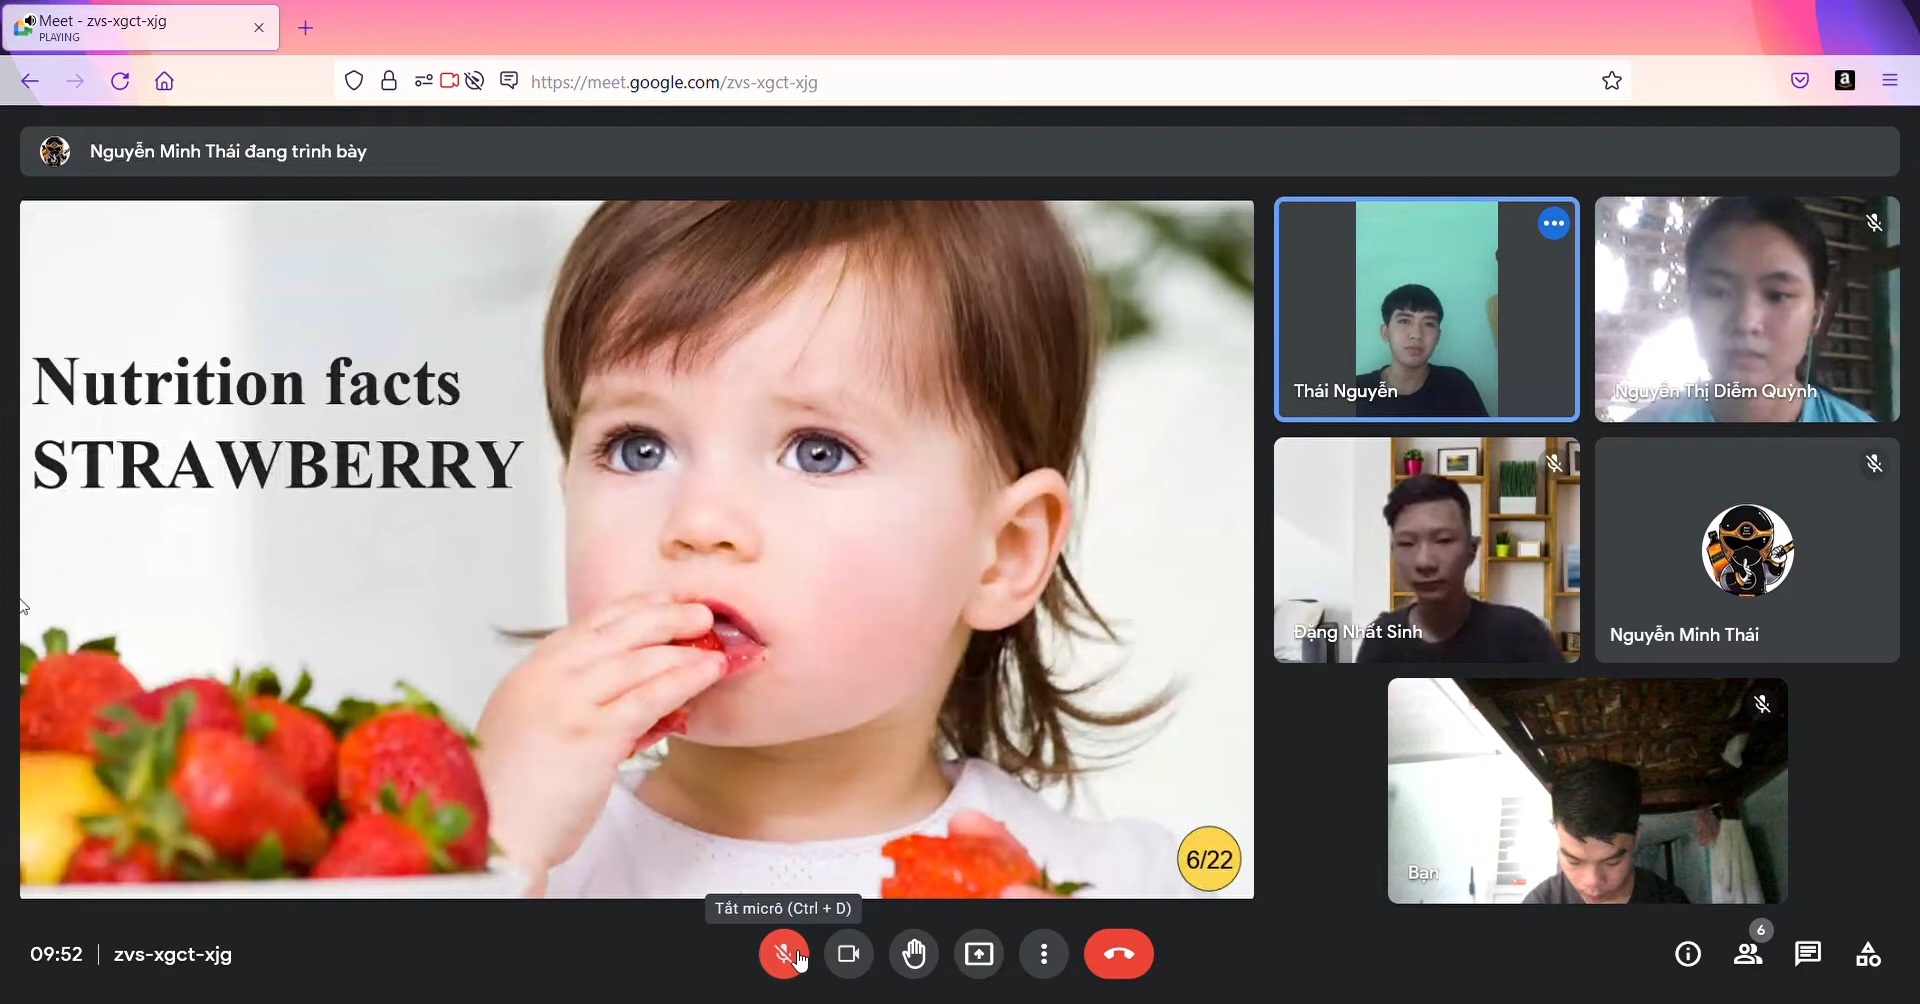 Meet - zvs-xgct-xjg
PLAYING
https://meet.google.com/zvs-xgct-xjg
Nguyễn Minh Thái đang trình bày
Nutrition facts
STRAWBERRY
6/22
Thái Nguyễn
Nguyễn Thị Diễm Quỳnh
Đặng Nhất Sinh
Nguyễn Minh Thái
Bạn
Tắt micrô (Ctrl + D)
09:52
zvs-xgct-xjg
6